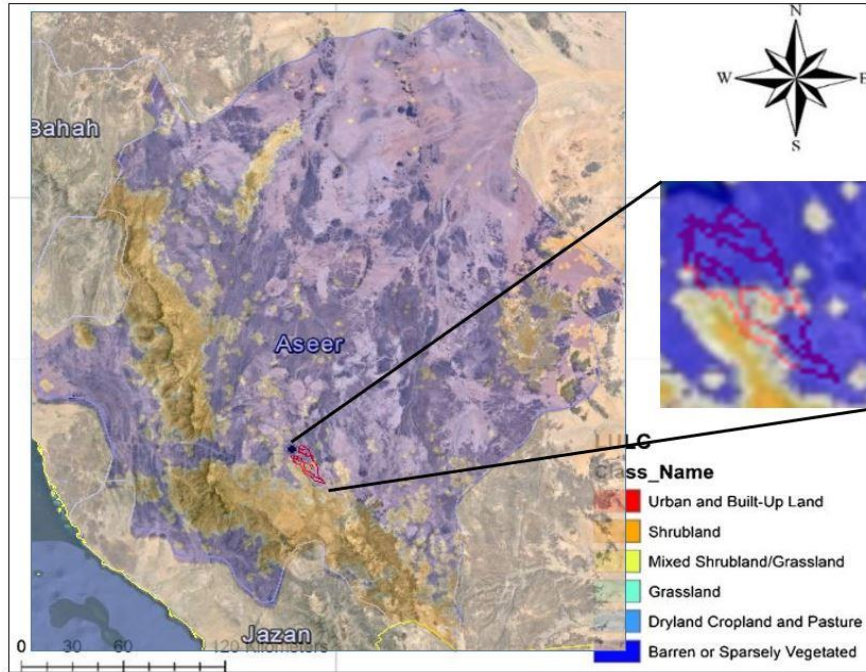 N
W
E
S
Bahah
Aseer
LULC
Class_Name
Urban and Built-Up Land
Shrubland
Mixed Shrubland/Grassland
Grassland
Dryland Cropland and Pasture
Barren or Sparsely Vegetated
Jazan
0 30 60 120 Kilometers